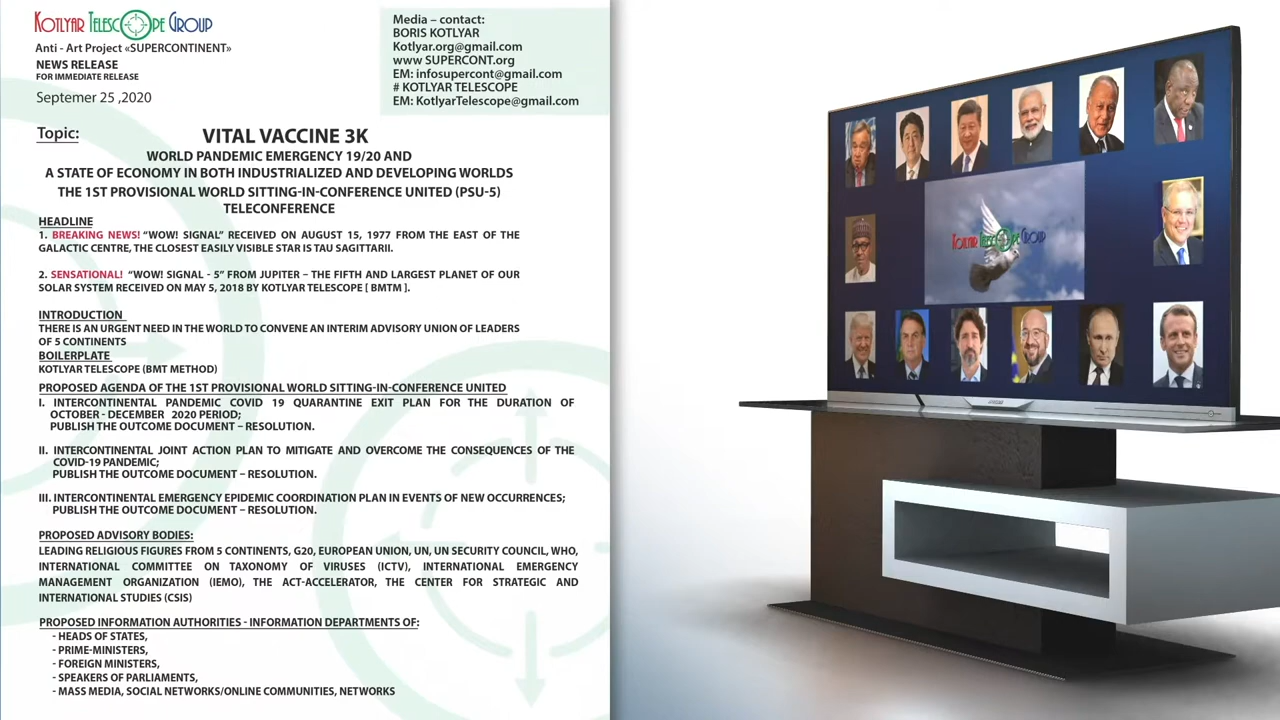 KOTLYAR TELESCOPE GROUP
Anti - Art Project «SUPERCONTINENT»
NEWS RELEASE
FOR IMMEDIATE RELEASE
Septemer 25 ,2020
Media – contact:
BORIS KOTLYAR
Kotlyar.org@gmail.com
www SUPERCONT.org
EM: infosupercont@gmail.com
# KOTLYAR TELESCOPE
EM: KotlyarTelescope@gmail.com
Topic:
VITAL VACCINE 3K
WORLD PANDEMIC EMERGENCY 19/20 AND
A STATE OF ECONOMY IN BOTH INDUSTRIALIZED AND DEVELOPING WORLDS
THE 1ST PROVISIONAL WORLD SITTING-IN-CONFERENCE UNITED (PSU-5)
TELECONFERENCE
HEADLINE
1. BREAKING NEWS! "WOW! SIGNAL" RECEIVED ON AUGUST 15, 1977 FROM THE EAST OF THE
GALACTIC CENTRE, THE CLOSEST EASILY VISIBLE STAR IS TAU SAGITTARII.
2. SENSATIONAL! "WOW! SIGNAL - 5" FROM JUPITER – THE FIFTH AND LARGEST PLANET OF OUR
SOLAR SYSTEM RECEIVED ON MAY 5, 2018 BY KOTLYAR TELESCOPE [ BMTM ].
INTRODUCTION
THERE IS AN URGENT NEED IN THE WORLD TO CONVENE AN INTERIM ADVISORY UNION OF LEADERS
OF 5 CONTINENTS
BOILERPLATE
KOTLYAR TELESCOPE (BMT METHOD)
PROPOSED AGENDA OF THE 1ST PROVISIONAL WORLD SITTING-IN-CONFERENCE UNITED
I. INTERCONTINENTAL PANDEMIC COVID 19 QUARANTINE EXIT PLAN FOR THE DURATION OF
OCTOBER - DECEMBER 2020 PERIOD;
PUBLISH THE OUTCOME DOCUMENT – RESOLUTION.
II. INTERCONTINENTAL JOINT ACTION PLAN TO MITIGATE AND OVERCOME THE CONSEQUENCES OF THE
COVID-19 PANDEMIC;
PUBLISH THE OUTCOME DOCUMENT – RESOLUTION.
III. INTERCONTINENTAL EMERGENCY EPIDEMIC COORDINATION PLAN IN EVENTS OF NEW OCCURRENCES;
PUBLISH THE OUTCOME DOCUMENT – RESOLUTION.
PROPOSED ADVISORY BODIES:
LEADING RELIGIOUS FIGURES FROM 5 CONTINENTS, G20, EUROPEAN UNION, UN, UN SECURITY COUNCIL, WHO,
INTERNATIONAL COMMITTEE ON TAXONOMY OF VIRUSES (ICTV), INTERNATIONAL EMERGENCY
MANAGEMENT ORGANIZATION (IEMO), THE ACT-ACCELERATOR, THE CENTER FOR STRATEGIC AND
INTERNATIONAL STUDIES (CSIS)
PROPOSED INFORMATION AUTHORITIES - INFORMATION DEPARTMENTS OF:
- HEADS OF STATES,
- PRIME-MINISTERS,
- FOREIGN MINISTERS,
- SPEAKERS OF PARLIAMENTS,
- MASS MEDIA, SOCIAL NETWORKS/ONLINE COMMUNITIES, NETWORKS
KOTLYAR TELESCOPE GROUP